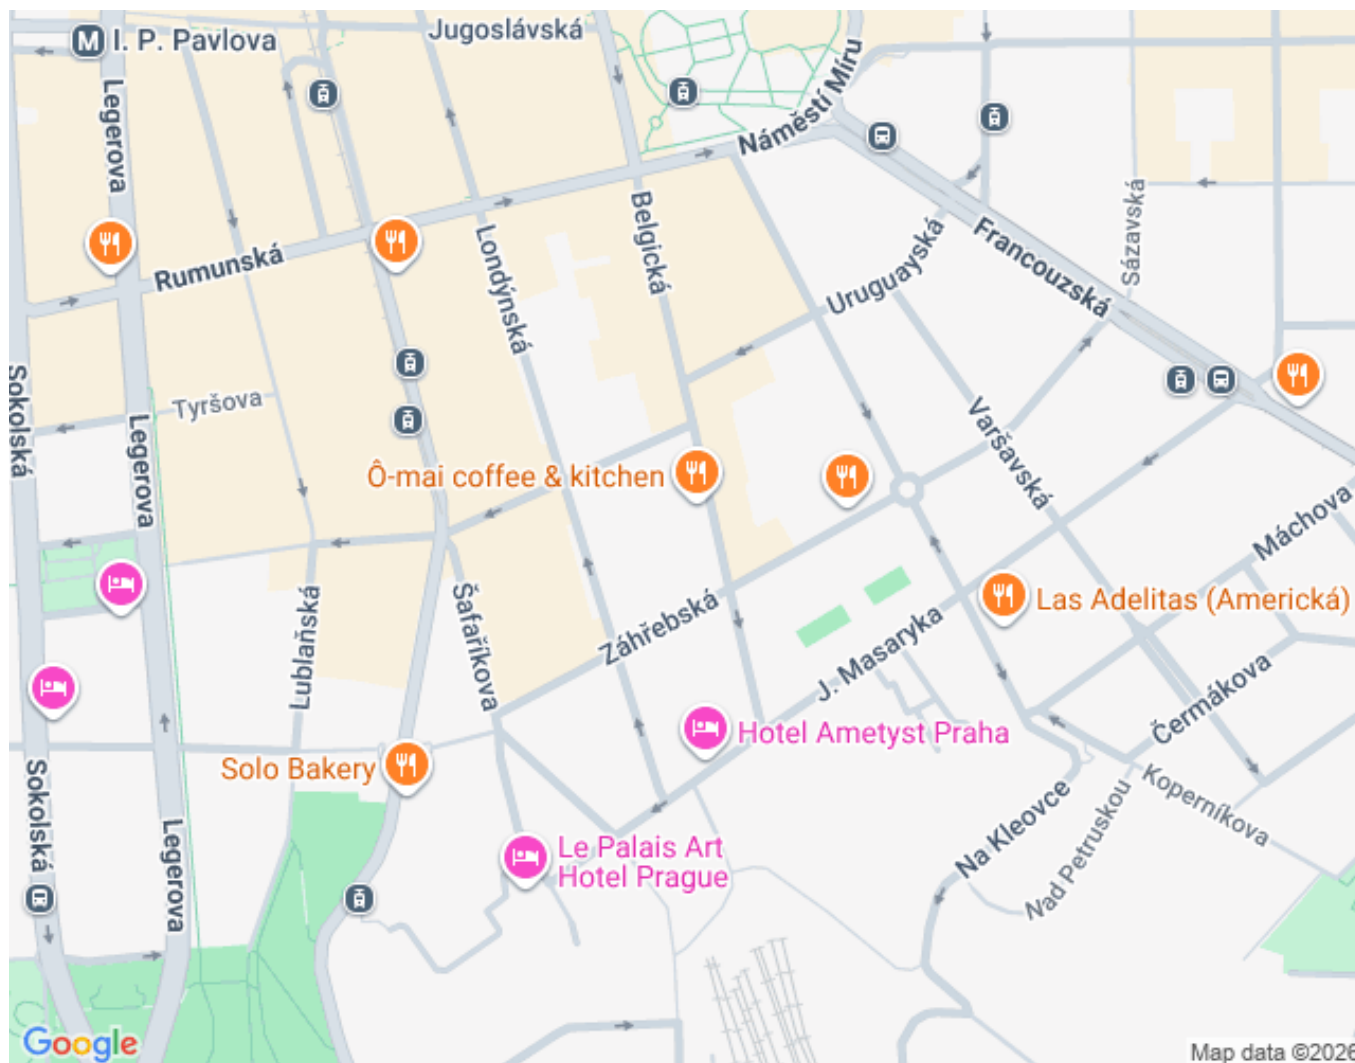 Jugoslávská
I. P. Pavlova
M
Legerova
Náměstí Míru
Rumunská
Londýnská
Belgická
Uruguayská
Francouzská
Sázavská
Sokolská
Tyršova
Legerova
Varšavská
Ô-mai coffee & kitchen
Máchova
Lublaňská
Šafaříkova
Záhřebská
J. Masaryka
Las Adelitas (Americká)
Čermákova
Hotel Ametyst Praha
Solo Bakery
Sokolská
Legerova
Koperníkova
Na Kleovce
Nad Petruskou
Le Palais Art
Hotel Prague
Google
Map data ©2026